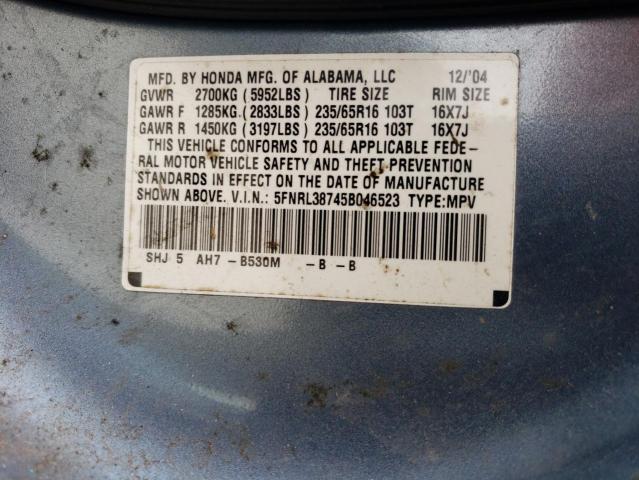 MFD. BY HONDA MFG. OF ALABAMA, LLC 12/'04
GVWR 2700KG (5952LBS) TIRE SIZE RIM SIZE
GAWR F 1285KG (2833LBS) 235/65R16 103T 16X7J
GAWR R 1450KG (3197LBS) 235/65R16 103T 16X7J
THIS VEHICLE CONFORMS TO ALL APPLICABLE FEDE-
RAL MOTOR VEHICLE SAFETY AND THEFT PREVENTION
STANDARDS IN EFFECT ON THE DATE OF MANUFACTURE
SHOWN ABOVE. V.I.N.: 5FNRL38745B046523 TYPE:MPV
SHJ 5 AH7 -B530M -B -B